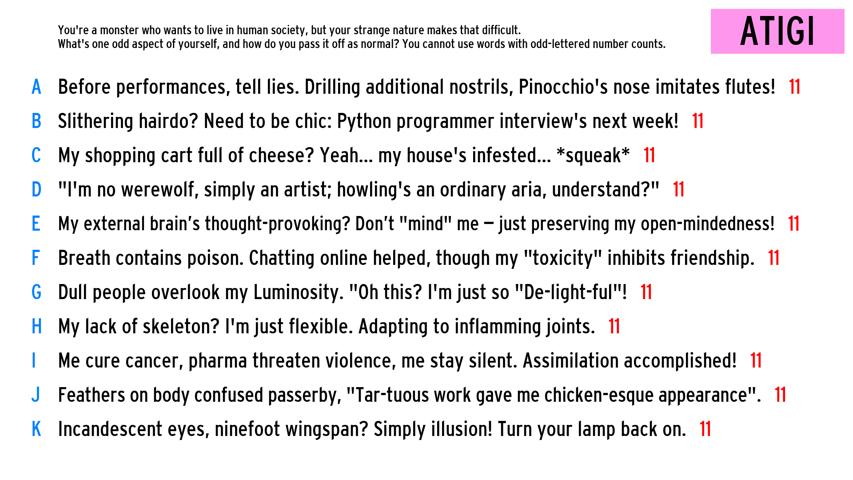 You're a monster who wants to live in human society, but your strange nature makes that difficult.
What's one odd aspect of yourself, and how do you pass it off as normal? You cannot use words with odd-lettered number counts.
ATIGI
A Before performances, tell lies. Drilling additional nostrils, Pinocchio's nose imitates flutes! 11
B Slithering hairdo? Need to be chic: Python programmer interview's next week! 11
C My shopping cart full of cheese? Yeah... my house's infested... *squeak* 11
D "I'm no werewolf, simply an artist; howling's an ordinary aria, understand?" 11
E My external brain’s thought-provoking? Don’t "mind" me – just preserving my open-mindedness! 11
F Breath contains poison. Chatting online helped, though my "toxicity" inhibits friendship. 11
G Dull people overlook my Luminosity. "Oh this? I'm just so "De-light-ful"! 11
H My lack of skeleton? I'm just flexible. Adapting to inflamming joints. 11
I Me cure cancer, pharma threaten violence, me stay silent. Assimilation accomplished! 11
J Feathers on body confused passerby, "Tar-tuous work gave me chicken-esque appearance". 11
K Incandescent eyes, ninefoot wingspan? Simply illusion! Turn your lamp back on. 11